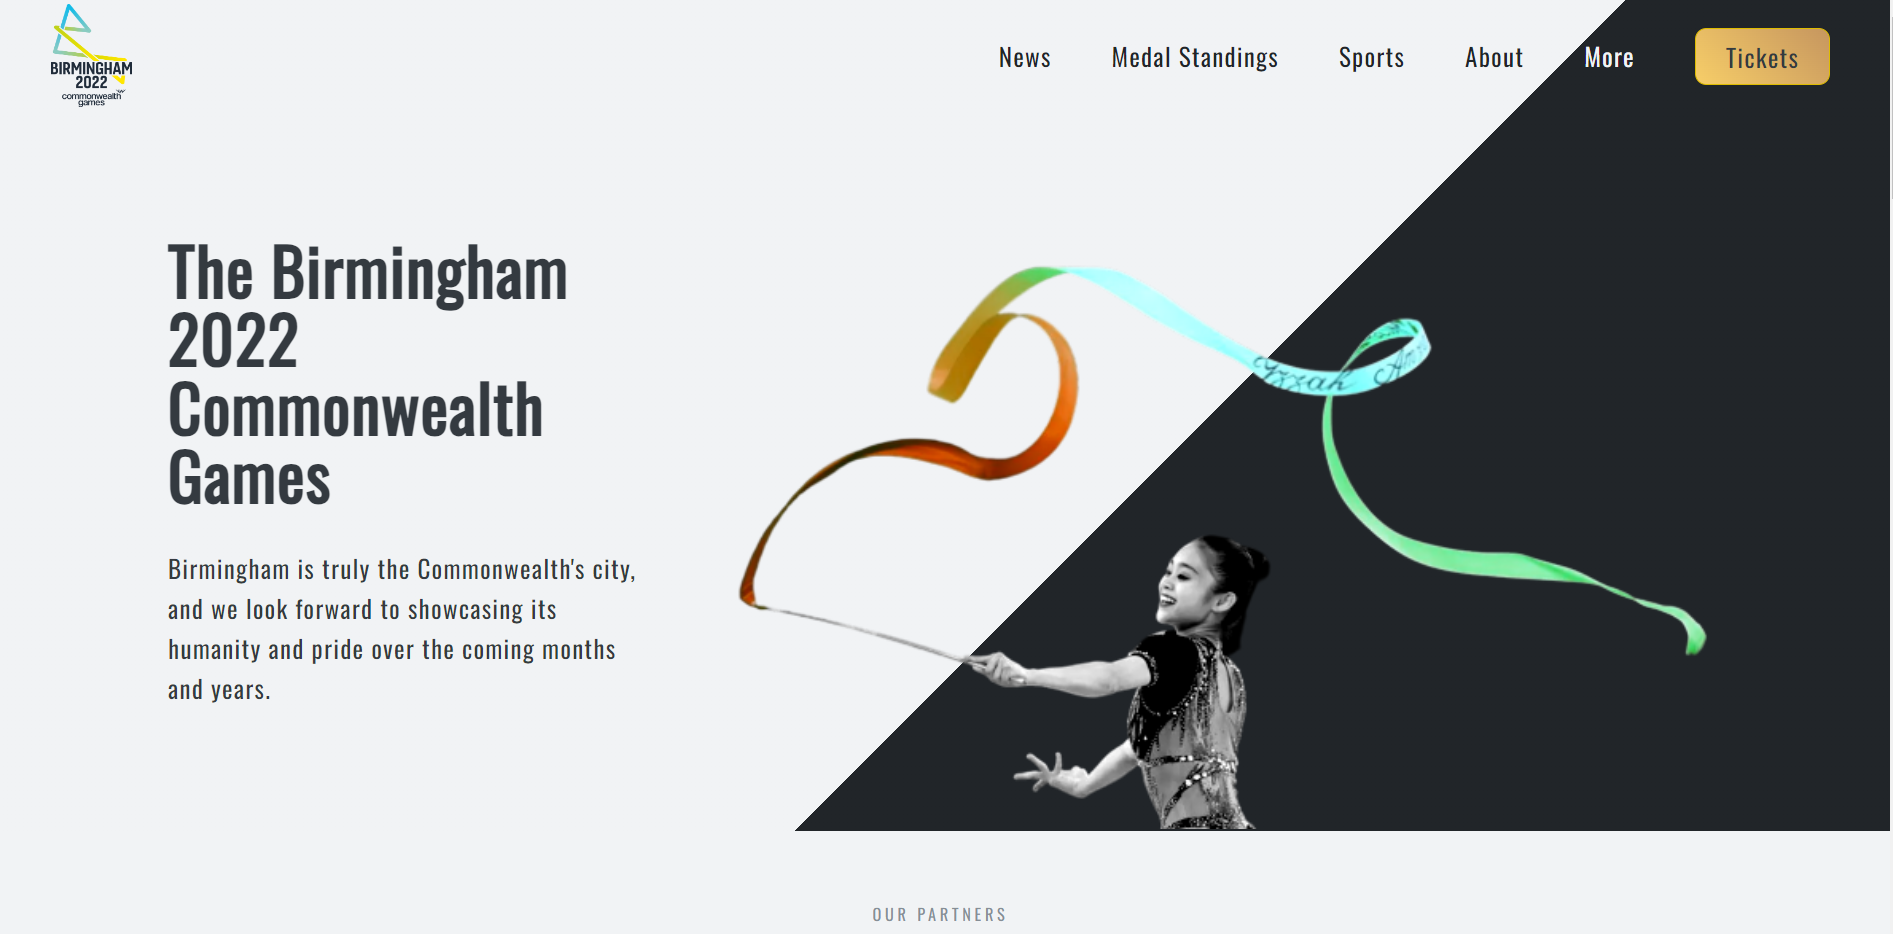 BIRMINGHAM
2022
commonwealth
games
News Medal Standings Sports About More Tickets
The Birmingham
2022
Commonwealth
Games
Birmingham is truly the Commonwealth's city,
and we look forward to showcasing its
humanity and pride over the coming months
and years.
OUR PARTNERS